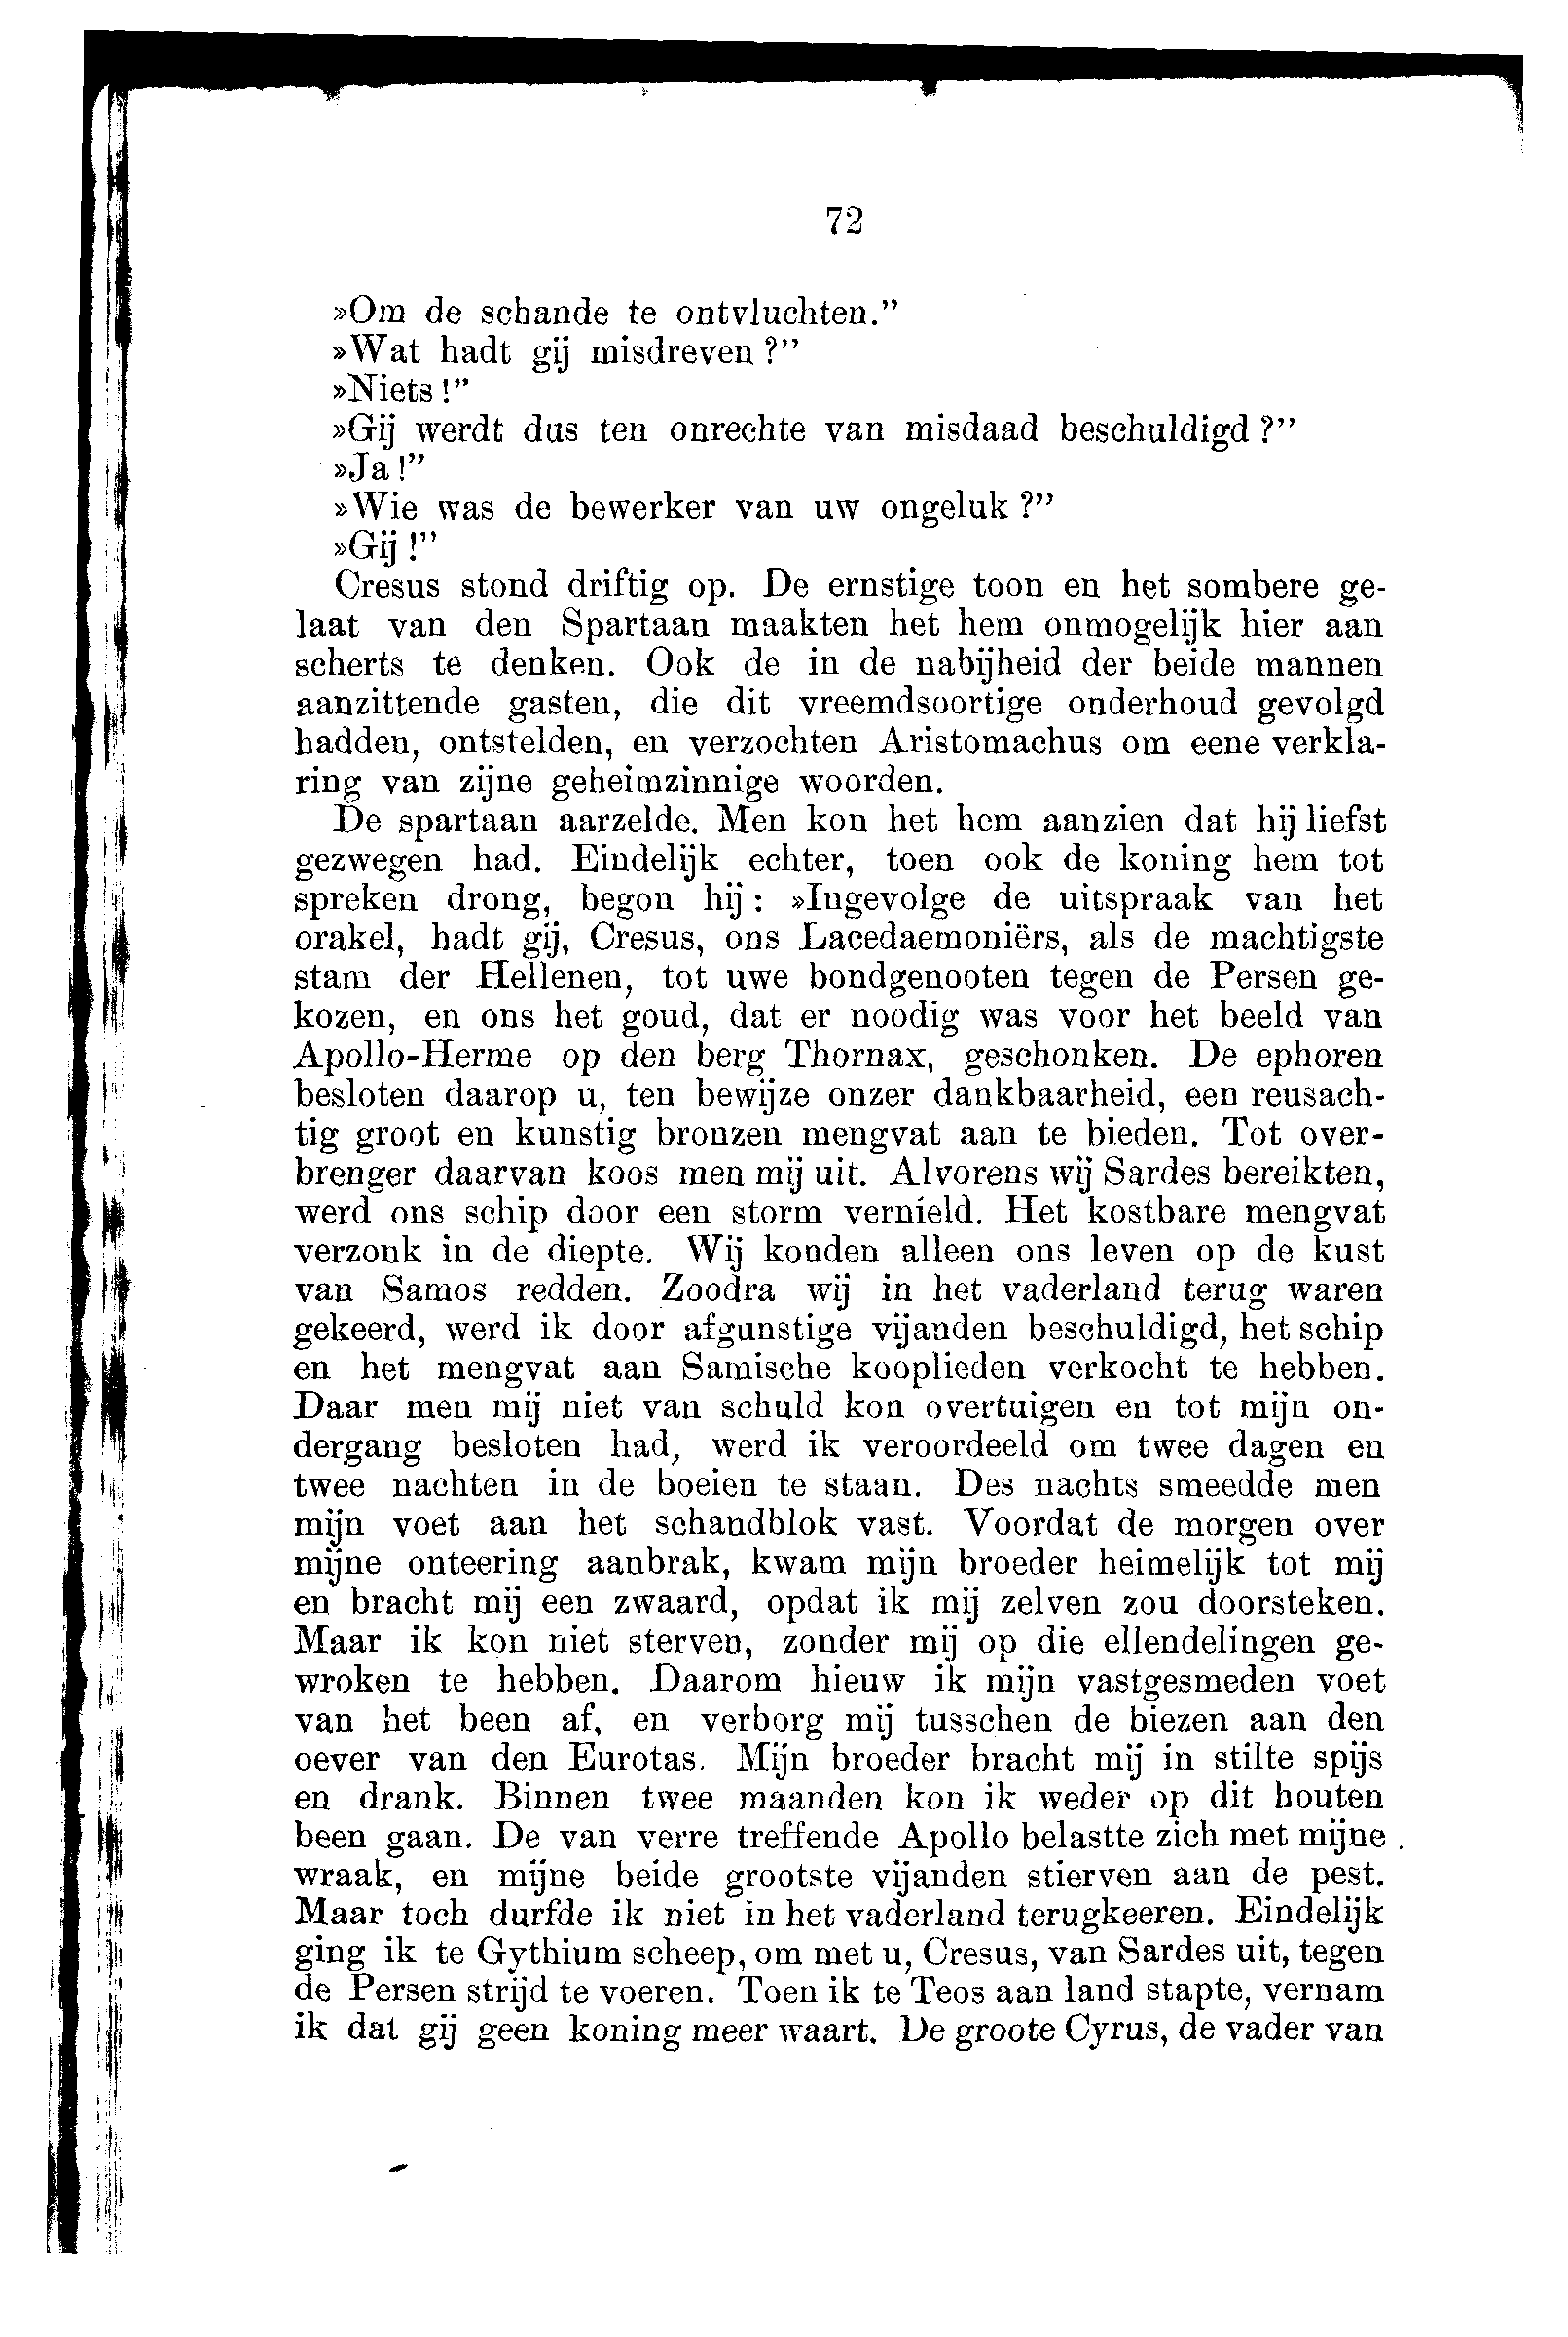 72
»Om de schande te ontvluchten.”
»Wat hadt gij misdreven?”
»Niets!”
»Gij werdt dus ten onrechte van misdaad beschuldigd?”
»Ja!”
»Wie was de bewerker van uw ongeluk?”
»Gij!”
Cresus stond driftig op. De ernstige toon en het sombere ge-
laat van den Spartaan maakten het hem onmogelijk hier aan
scherts te denken. Ook de in de nabijheid der beide mannen
aanzittende gasten, die dit vreemdsoortige onderhoud gevolgd
hadden, ontstelden, en verzochten Aristomachus om eene verkla-
ring van zijne geheimzinnige woorden.
De spartaan aarzelde. Men kon het hem aanzien dat hij liefst
gezwegen had. Eindelijk echter, toen ook de koning hem tot
spreken drong, begon hij: »Ingevolge de uitspraak van het
orakel, hadt gij, Cresus, ons Lacedaemoniërs, als de machtigste
stam der Hellenen, tot uwe bondgenooten tegen de Persen ge-
kozen, en ons het goud, dat er noodig was voor het beeld van
Apollo-Herme op den berg Thornax, geschonken. De ephoren
besloten daarop u, ten bewijze onzer dankbaarheid, een reusach-
tig groot en kunstig bronzen mengvat aan te bieden. Tot over-
brenger daarvan koos men mij uit. Alvorens wij Sardes bereikten,
werd ons schip door een storm vernield. Het kostbare mengvat
verzonk in de diepte. Wij konden alleen ons leven op de kust
van Samos redden. Zoodra wij in het vaderland terug waren
gekeerd, werd ik door afgunstige vijanden beschuldigd, het schip
en het mengvat aan Samische kooplieden verkocht te hebben.
Daar men mij niet van schuld kon overtuigen en tot mijn on-
dergang besloten had, werd ik veroordeeld om twee dagen en
twee nachten in de boeien te staan. Des nachts smeedde men
mijn voet aan het schandblok vast. Voordat de morgen over
mijne onteering aanbrak, kwam mijn broeder heimelijk tot mij
en bracht mij een zwaard, opdat ik mij zelven zou doorsteken.
Maar ik kon niet sterven, zonder mij op die ellendelingen ge-
wroken te hebben. Daarom hieuw ik mijn vastgesmeden voet
van het been af, en verborg mij tusschen de biezen aan den
oever van den Eurotas. Mijn broeder bracht mij in stilte spijs
en drank. Binnen twee maanden kon ik weder op dit houten
been gaan. De van verre treffende Apollo belastte zich met mijne
wraak, en mijne beide grootste vijanden stierven aan de pest.
Maar toch durfde ik niet in het vaderland terugkeeren. Eindelijk
ging ik te Gythium scheep, om met u, Cresus, van Sardes uit, tegen
de Persen strijd te voeren. Toen ik te Teos aan land stapte, vernam
ik dat gij geen koning meer waart. De groote Cyrus, de vader van